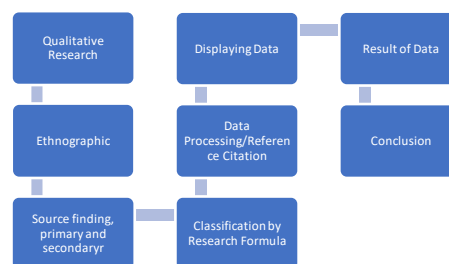 Qualitative
Research
Ethnographic
Source finding,
primary and
secondaryr
Classification by
Research Formula
Data
Processing/Referen
ce Citation
Displaying Data
Result of Data
Conclusion